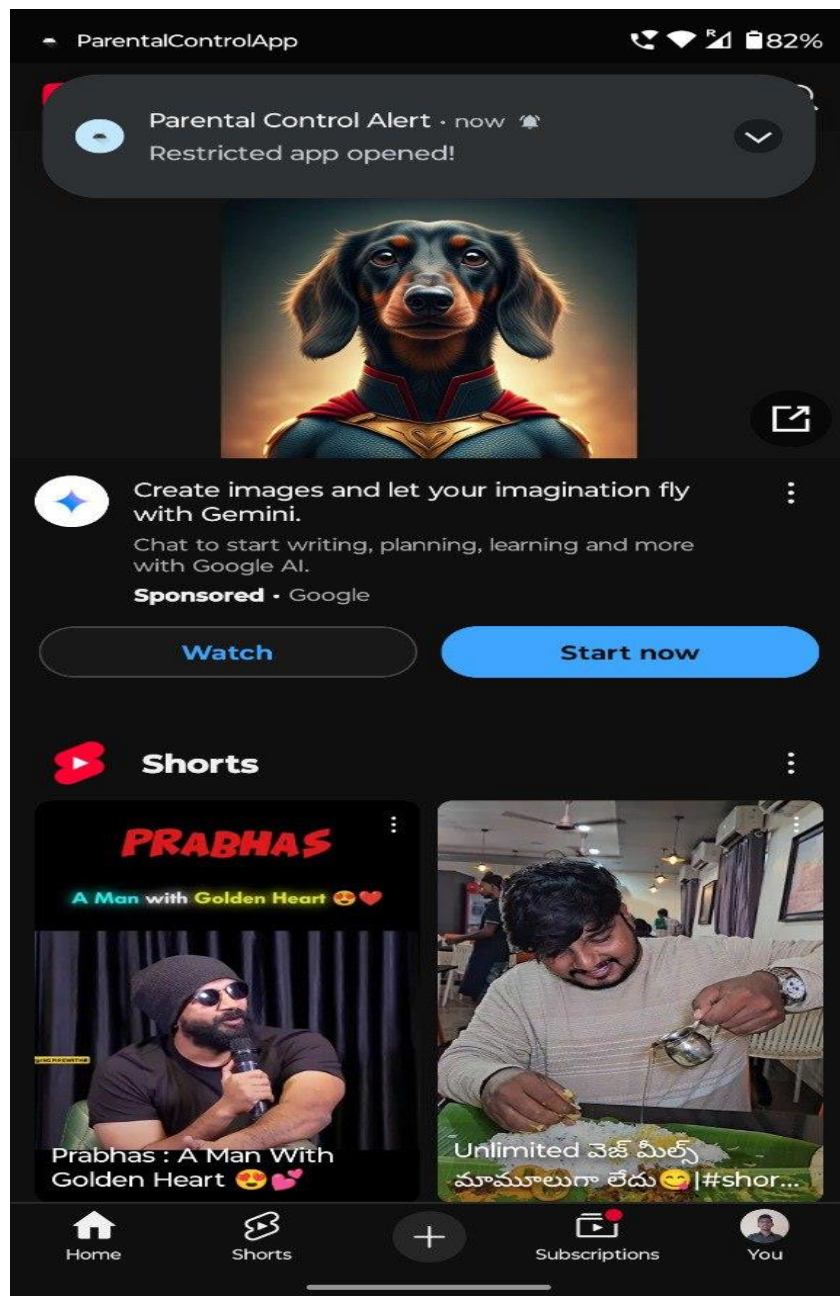 ParentalControlApp
R
82%
Parental Control Alert • now
Restricted app opened!
Create images and let your imagination fly
with Gemini.
Chat to start writing, planning, learning and more
with Google AI.
Sponsored • Google
Watch
Start now
Shorts
PRABHAS
A Man with Golden Heart 😍❤️
Prabhas : A Man With
Golden Heart 😍💕
Unlimited వెజ్ మీల్స్
మామూలుగా లేదు😋|#shor...
Home
Shorts
Subscriptions
You